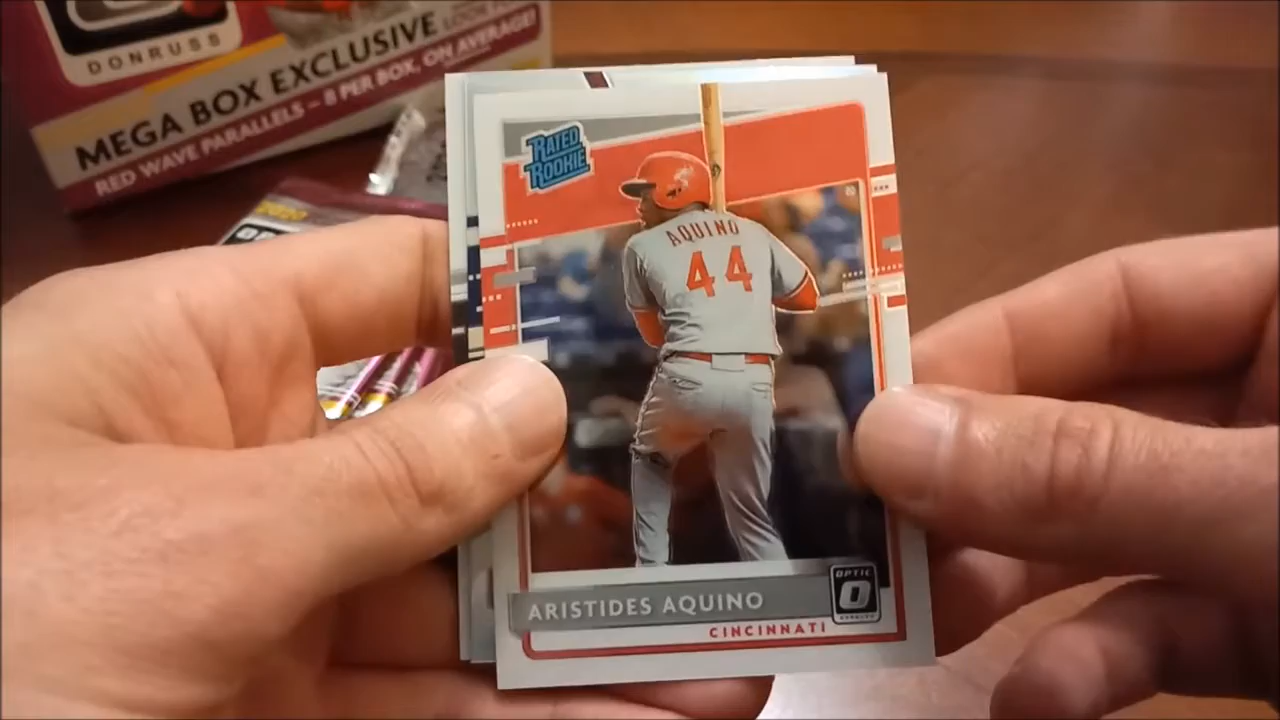 DONRUSS
MEGA BOX EXCLUSIVE
RED WAVE PARALLELS – 8 PER BOX, ON AVERAGE!
2020
RATED
ROOKIE
AQUINO
44
OPTIC
ARISTIDES AQUINO
CINCINNATI